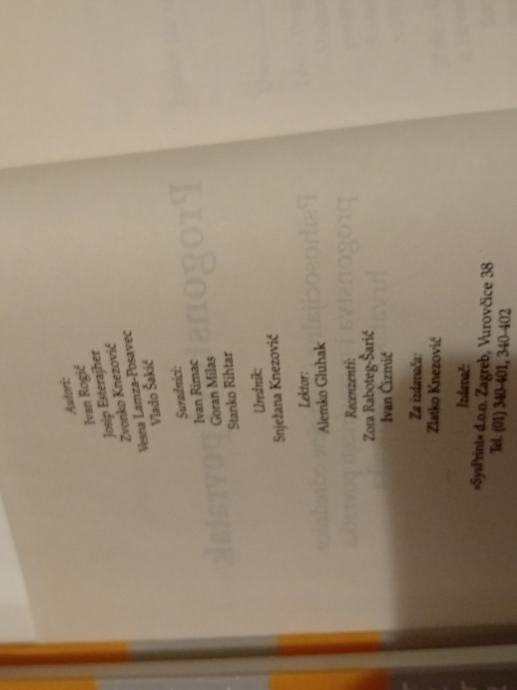 Autori:
Ivan Rogić
Josip Esterajher
Zvonko Knezović
Vesna Lamza-Posavec
Vlado Šakić
Suradnici:
Ivan Rimac
Goran Milas
Stanko Rihtar
Urednik:
Snježana Knezović
Lektor:
Alemko Gluhak
Recenzenti:
Zora Raboteg-Šarić
Ivan Čizmić
Za izdavača:
Zlatko Knezović
Izdavač:
»SysPrint« d.o.o. Zagreb, Vurovčice 38
Tel. (01) 340-401, 340-402